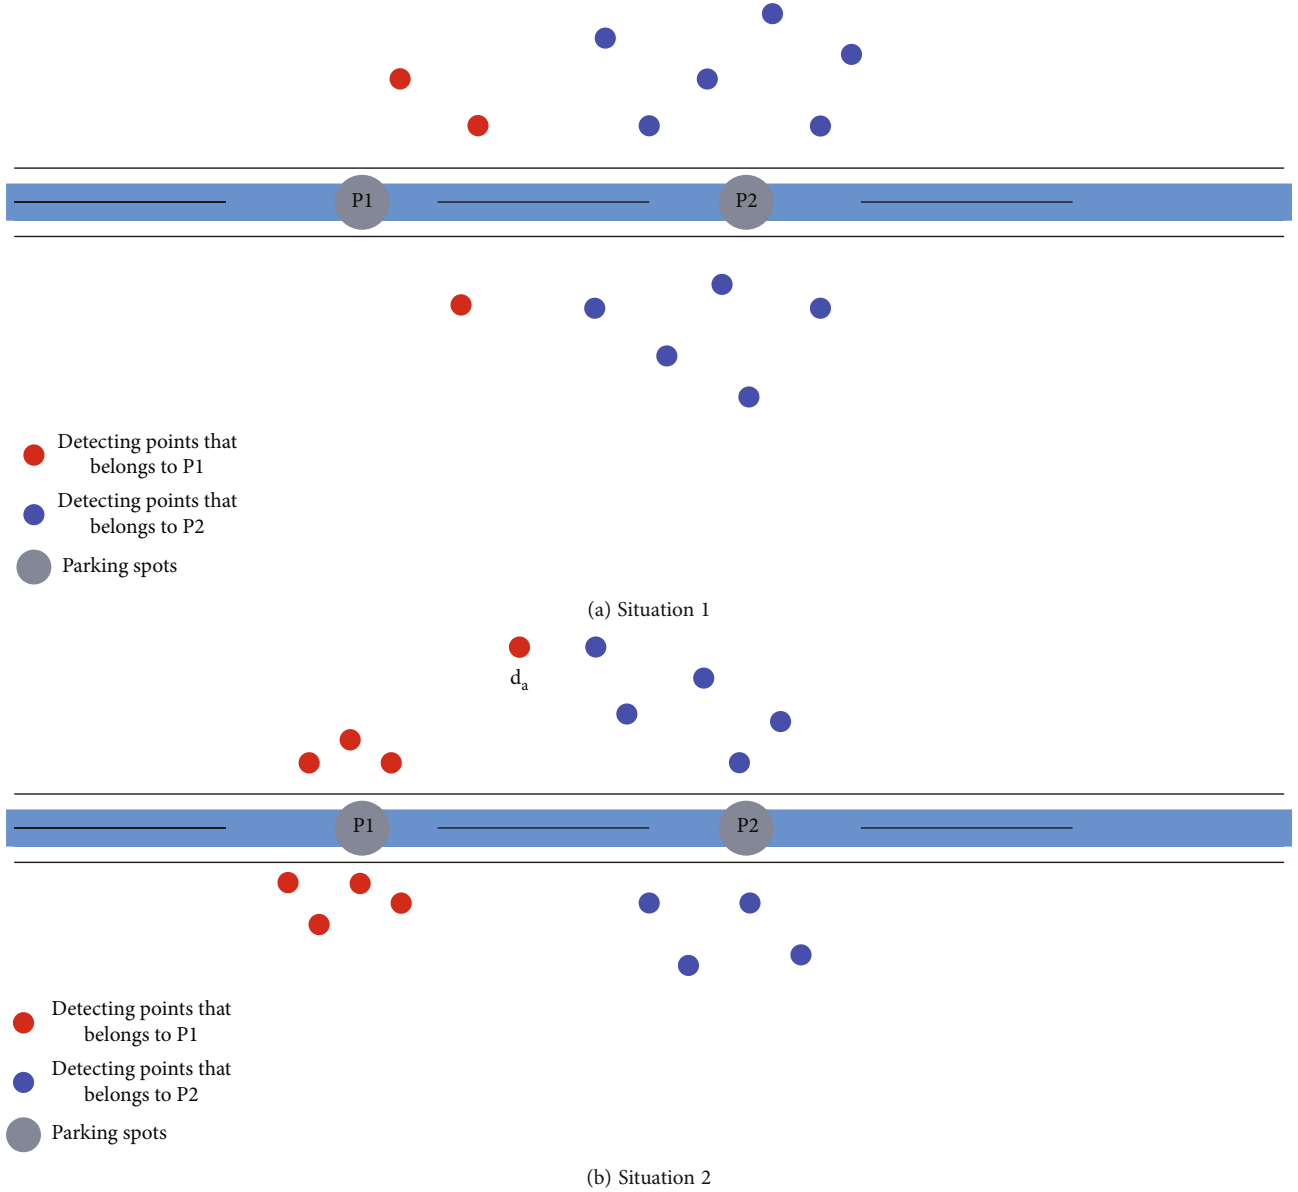 P1
P2
Detecting points that
belongs to P1
Detecting points that
belongs to P2
Parking spots
(a) Situation 1
d_a
P1
P2
Detecting points that
belongs to P1
Detecting points that
belongs to P2
Parking spots
(b) Situation 2